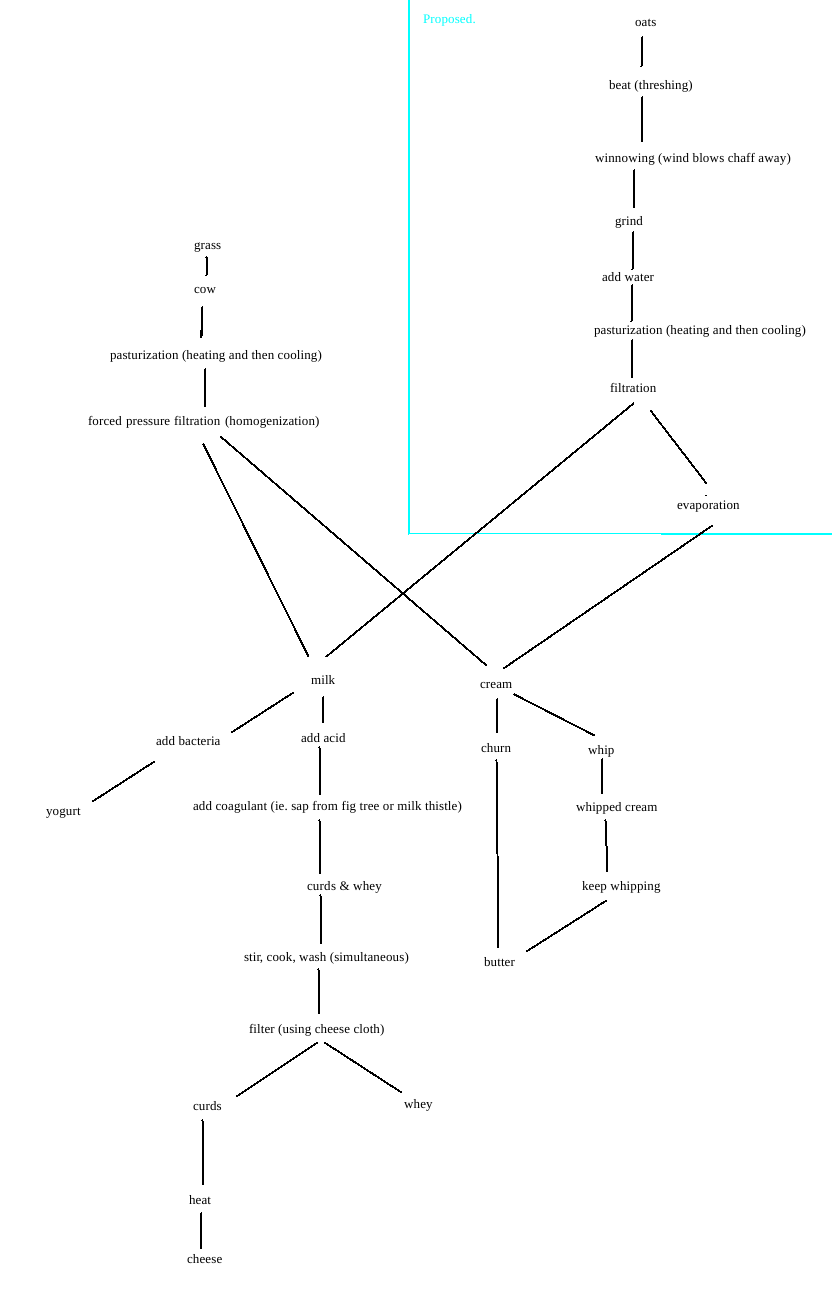 Proposed.
oats
beat (threshing)
winnowing (wind blows chaff away)
grind
add water
pasturization (heating and then cooling)
filtration
evaporation
grass
cow
pasturization (heating and then cooling)
forced pressure filtration (homogenization)
milk
cream
add bacteria
add acid
churn
whip
yogurt
add coagulant (ie. sap from fig tree or milk thistle)
whipped cream
curds & whey
keep whipping
stir, cook, wash (simultaneous)
butter
filter (using cheese cloth)
curds
whey
heat
cheese